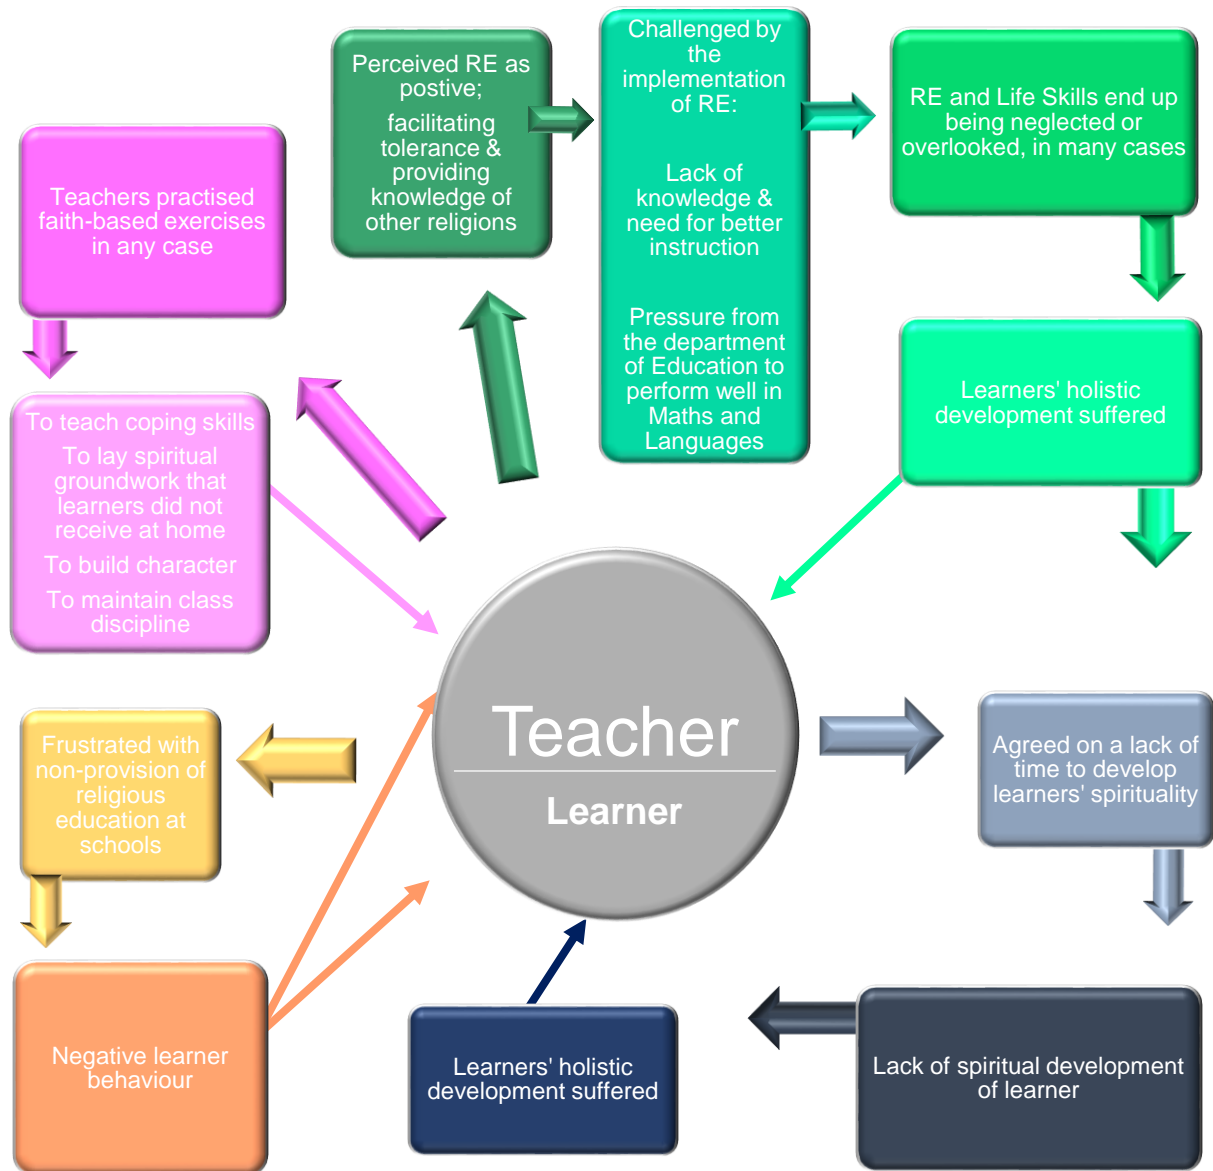 Perceived RE as
postive;
facilitating
tolerance &
providing
knowledge of
other religions
Challenged by
the
implementation
of RE:
Lack of
knowledge &
need for better
instruction
Pressure from
the department
of Education to
perform well in
Maths and
Languages
RE and Life Skills end up
being neglected or
overlooked, in many cases
Learners' holistic
development suffered
Teachers practised
faith-based exercises
in any case
To teach coping skills
To lay spiritual
groundwork that
learners did not
receive at home
To build character
To maintain class
discipline
Teacher
Learner
Frustrated with
non-provision of
religious
education at
schools
Negative learner
behaviour
Agreed on a lack of
time to develop
learners' spirituality
Lack of spiritual development
of learner
Learners' holistic
development suffered